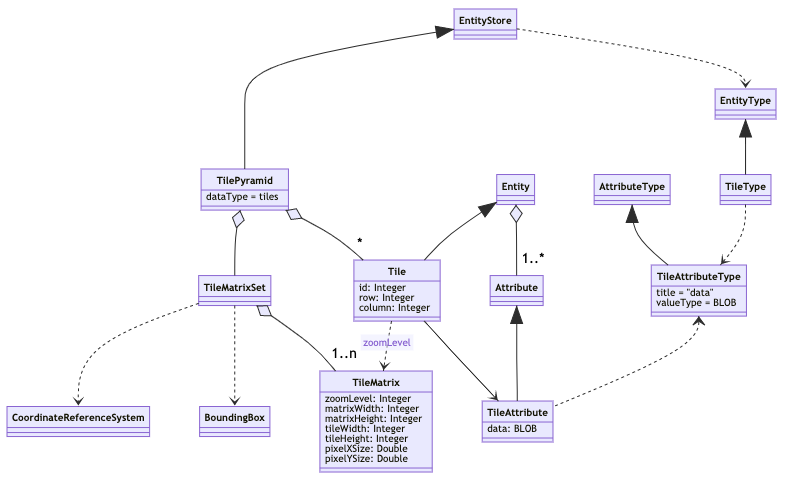 EntityStore
EntityType
TilePyramid
dataType = tiles
Entity
AttributeType
TileType
*
1..*
Tile
id: Integer
row: Integer
column: Integer
TileMatrixSet
Attribute
TileAttributeType
title = "data"
valueType = BLOB
zoomLevel
1..n
TileMatrix
zoomLevel: Integer
matrixWidth: Integer
matrixHeight: Integer
tileWidth: Integer
tileHeight: Integer
pixelXSize: Double
pixelYSize: Double
CoordinateReferenceSystem
BoundingBox
TileAttribute
data: BLOB